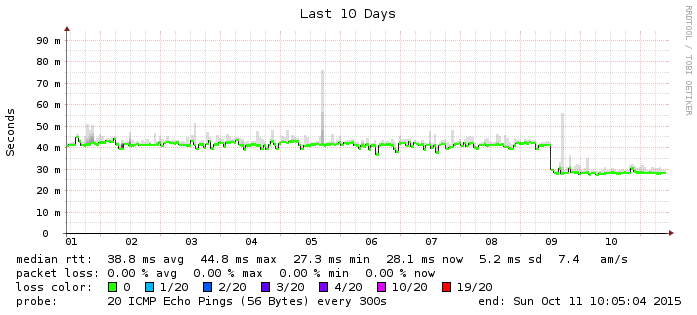 Last 10 Days
RRDTOOL / TOBI OETIKER
Seconds
90 m
80 m
70 m
60 m
50 m
40 m
30 m
20 m
10 m
0
01 02 03 04 05 06 07 08 09 10
median rtt: 38.8 ms avg 44.8 ms max 27.3 ms min 28.1 ms now 5.2 ms sd 7.4 am/s
packet loss: 0.00 % avg 0.00 % max 0.00 % min 0.00 % now
loss color: 0 1/20 2/20 3/20 4/20 10/20 19/20
probe: 20 ICMP Echo Pings (56 Bytes) every 300s end: Sun Oct 11 10:05:04 2015